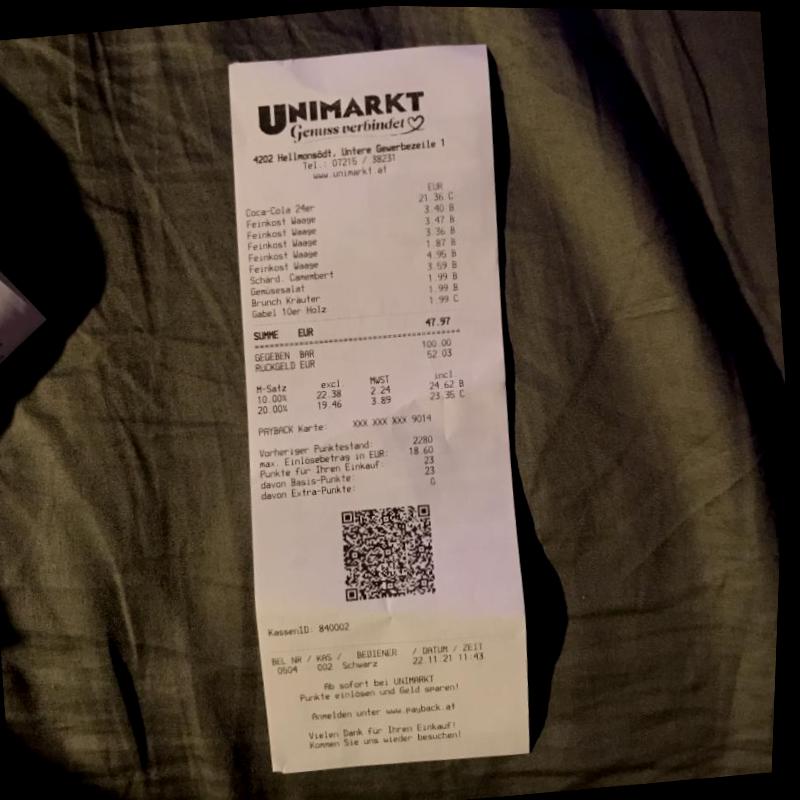 UNIMARKT
Genuss verbindet
4202 Hellmonsödt, Untere Gewerbezeile 1
Tel.: 07215 / 38231
www.unimarkt.at
EUR
Coca-Cola 24er 21.36 C
Feinkost Waage 3.40 B
Feinkost Waage 3.47 B
Feinkost Waage 3.36 B
Feinkost Waage 1.87 B
Feinkost Waage 4.95 B
Schärd. Camembert 3.59 B
Gemüsesalat 1.99 B
Brunch Kräuter 1.99 B
Gabel 10er Holz 1.99 C
SUMME EUR 47.97
GEGEBEN BAR 100.00
RÜCKGELD EUR 52.03
M-Satz excl MWST incl
10.00% 22.38 2.24 24.62 B
20.00% 19.46 3.89 23.35 C
PAYBACK Karte: XXX XXX XXX 9014
Vorheriger Punktestand: 2280
max. Einlösebetrag in EUR: 18.60
Punkte für Ihren Einkauf: 23
davon Basis-Punkte: 23
davon Extra-Punkte: 0
KassenID: 840002
BEL NR / KAS / BEDIENER / DATUM / ZEIT
0504 002 Schwarz 22.11.21 11:43
Ab sofort bei UNIMARKT
Punkte einlösen und Geld sparen!
Anmelden unter www.payback.at
Vielen Dank für Ihren Einkauf!
Kommen Sie uns wieder besuchen!